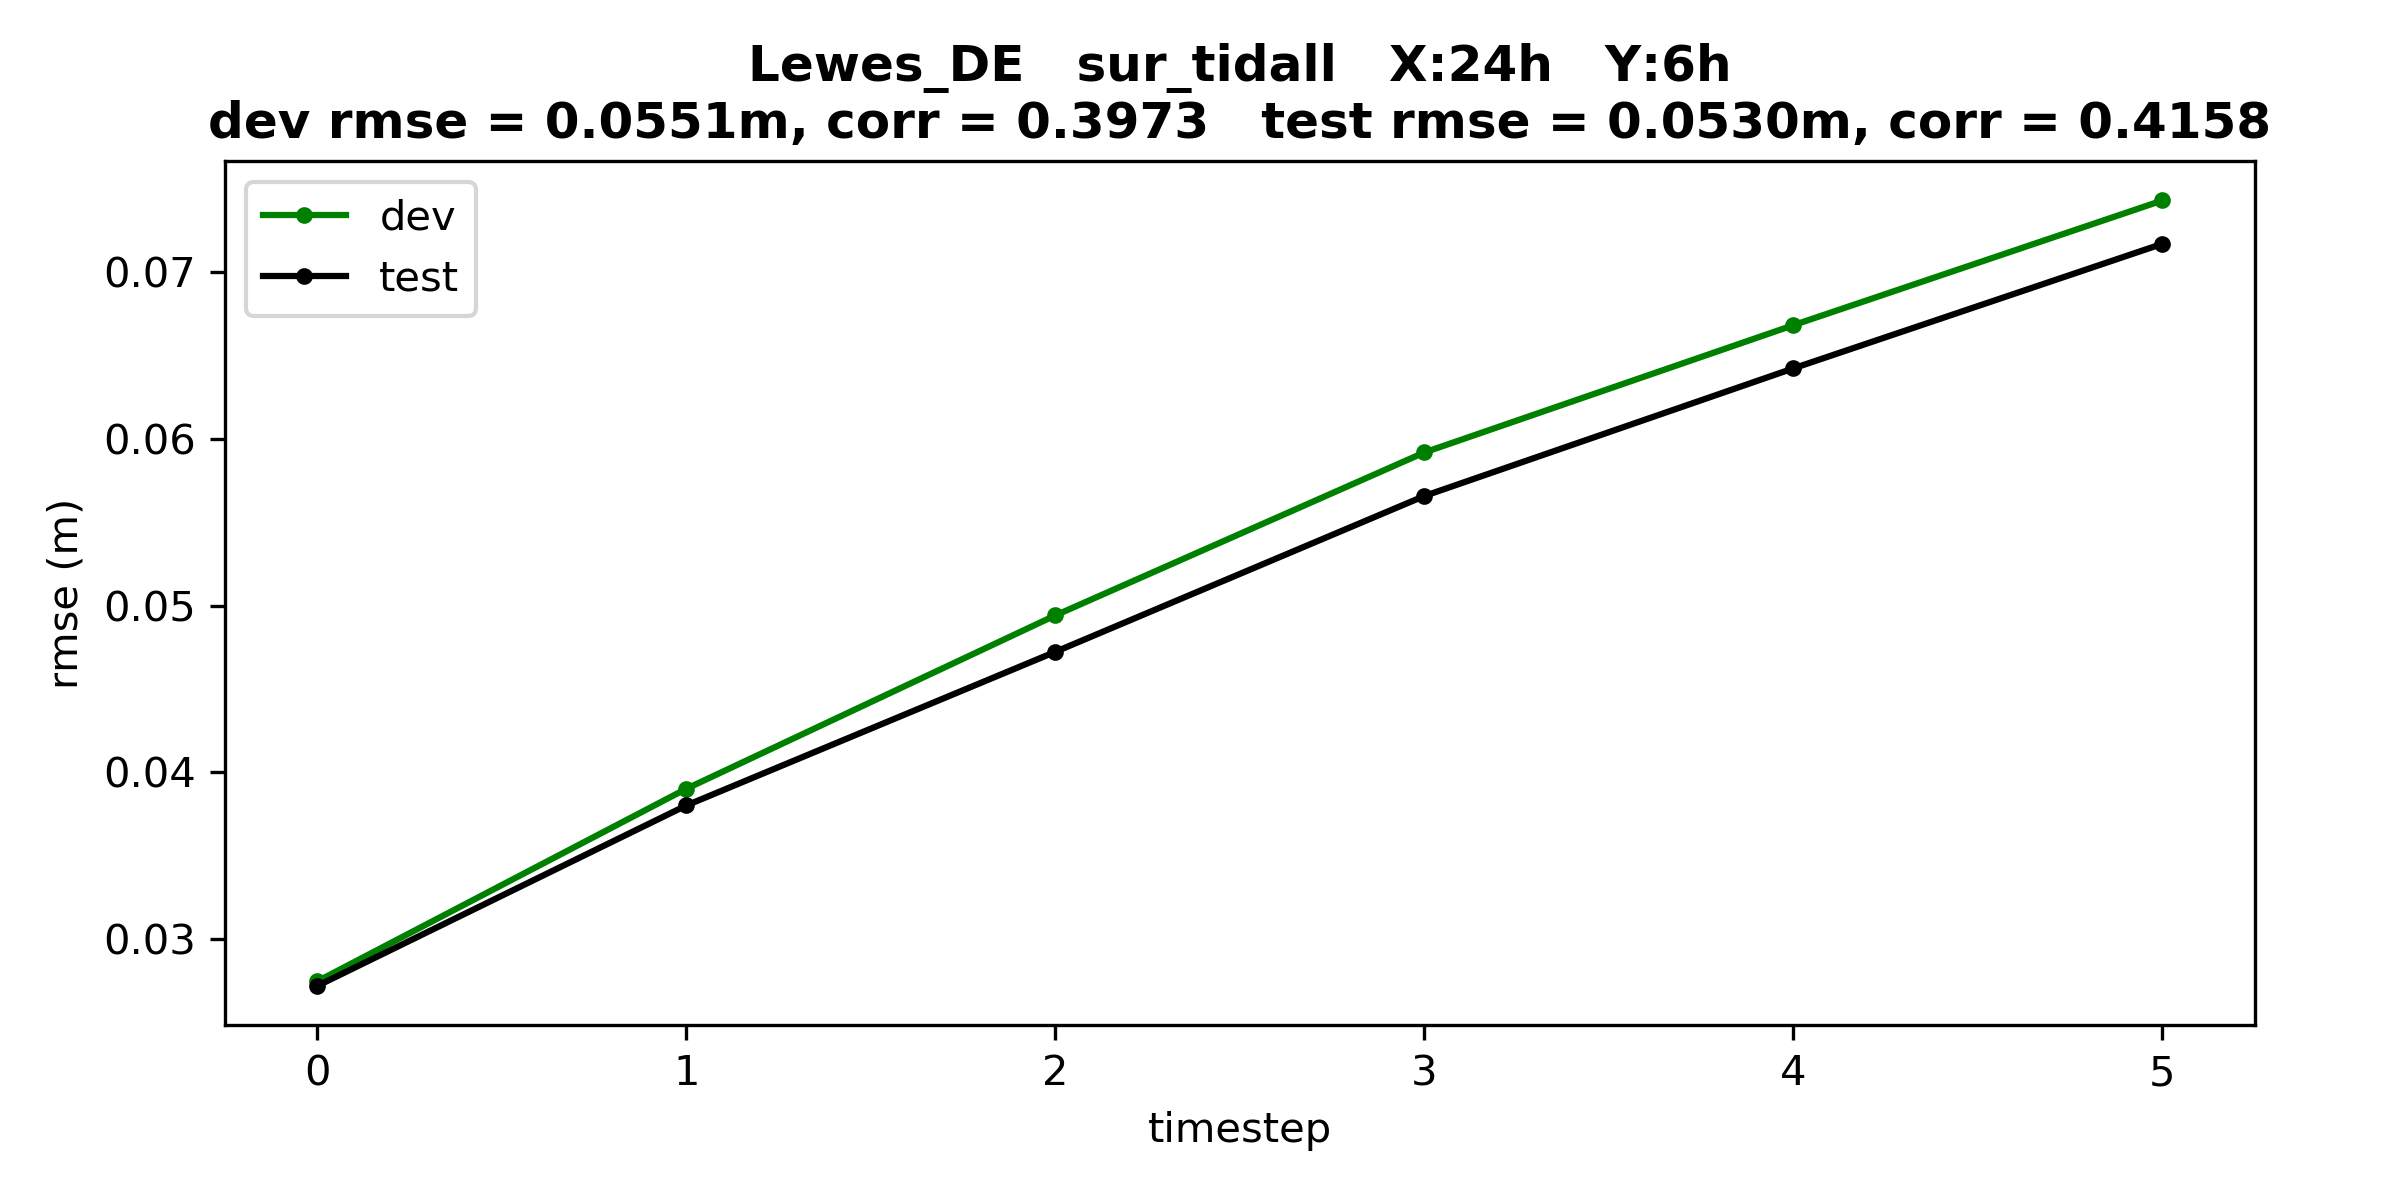 Lewes_DE   sur_tidall   X:24h   Y:6h
dev rmse = 0.0551m, corr = 0.3973   test rmse = 0.0530m, corr = 0.4158
dev
test
0.07
0.06
0.05
0.04
0.03
rmse (m)
0 1 2 3 4 5
timestep